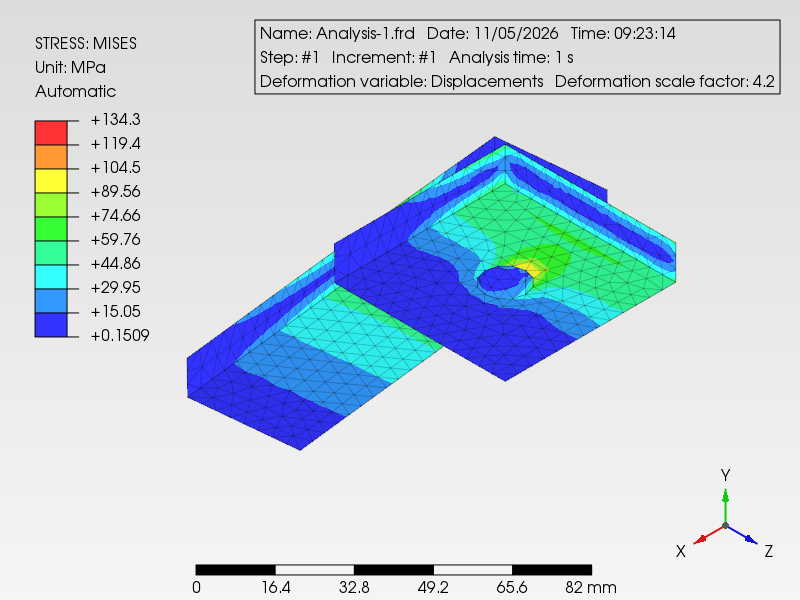 STRESS: MISES
Unit: MPa
Automatic
Name: Analysis-1.frd   Date: 11/05/2026   Time: 09:23:14
Step: #1   Increment: #1   Analysis time: 1 s
Deformation variable: Displacements   Deformation scale factor: 4.2
+134.3
+119.4
+104.5
+89.56
+74.66
+59.76
+44.86
+29.95
+15.05
+0.1509
Y
X
Z
0 16.4 32.8 49.2 65.6 82 mm